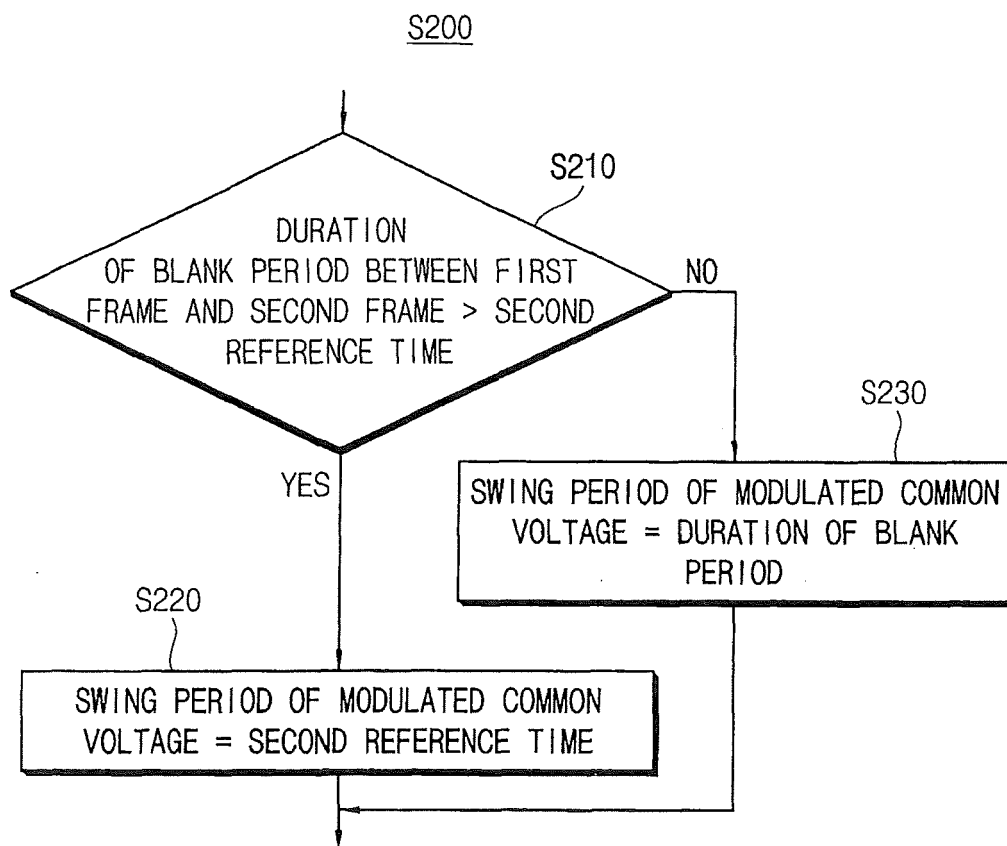 S200
S210
DURATION
OF BLANK PERIOD BETWEEN FIRST
FRAME AND SECOND FRAME > SECOND
REFERENCE TIME
NO
S230
YES
SWING PERIOD OF MODULATED COMMON
VOLTAGE = DURATION OF BLANK
PERIOD
S220
SWING PERIOD OF MODULATED COMMON
VOLTAGE = SECOND REFERENCE TIME